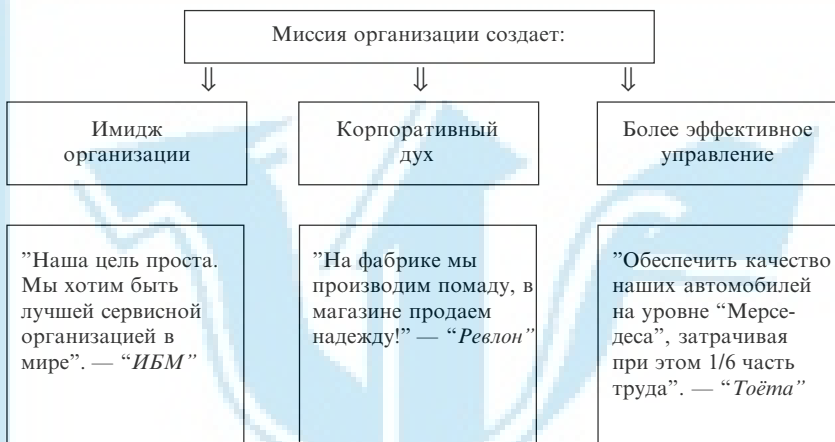 Миссия организации создает:
⇓ ⇓ ⇓
Имидж
организации
Корпоративный
дух
Более эффективное
управление
”Наша цель проста.
Мы хотим быть
лучшей сервисной
организацией в
мире”. — “ИБМ”
”На фабрике мы
производим помаду, в
магазине продаем
надежду!” — “Ревлон”
”Обеспечить качество
наших автомобилей
на уровне “Мерсе-
деса”, затрачивая
при этом 1/6 часть
труда”. — “Тоёта”